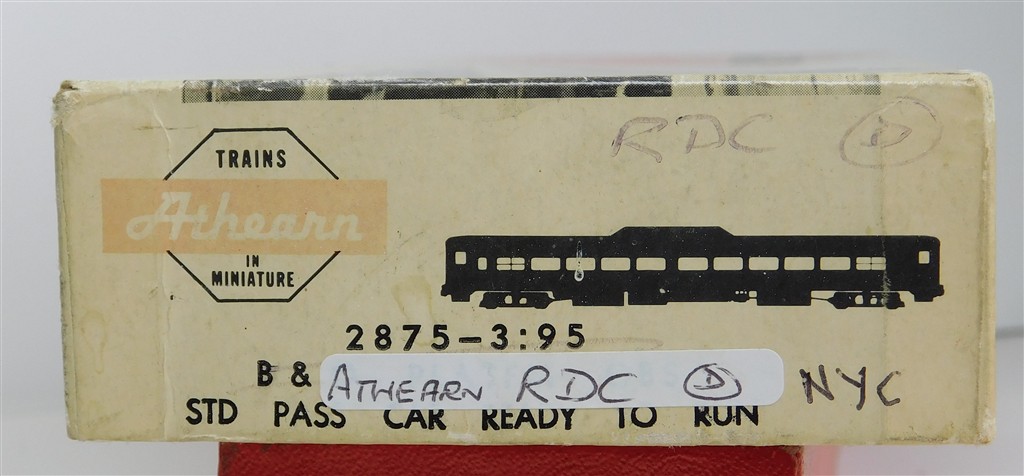 TRAINS
Athearn
IN
MINIATURE
RDC D
2875-3:95
B &
ATHEARN RDC D NYC
STD PASS CAR READY TO RUN